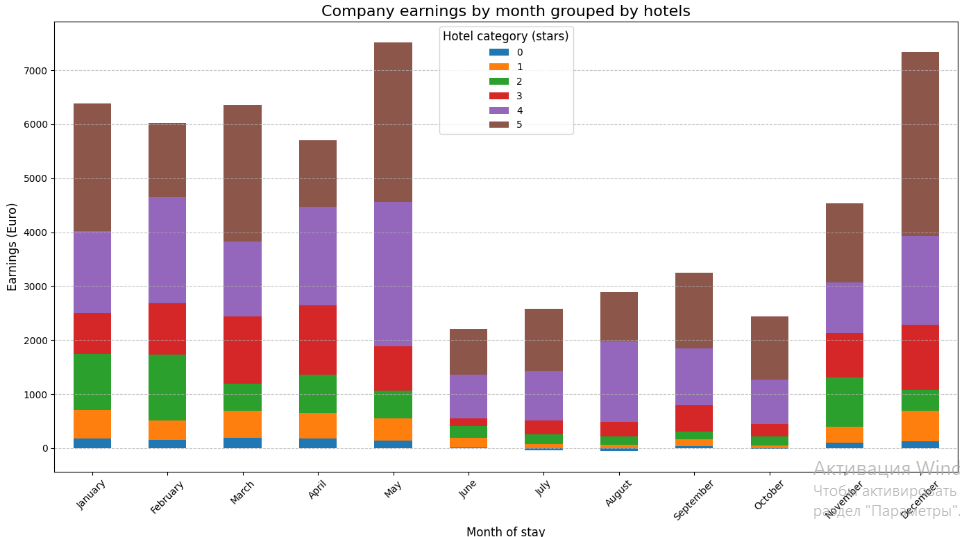 Company earnings by month grouped by hotels
Hotel category (stars)
0
1
2
3
4
5
Earnings (Euro)
7000
6000
5000
4000
3000
2000
1000
0
January
February
March
April
May
June
July
August
September
October
November
December
Month of stay
Активация Wind
Чтобы активировать
раздел "Параметры".